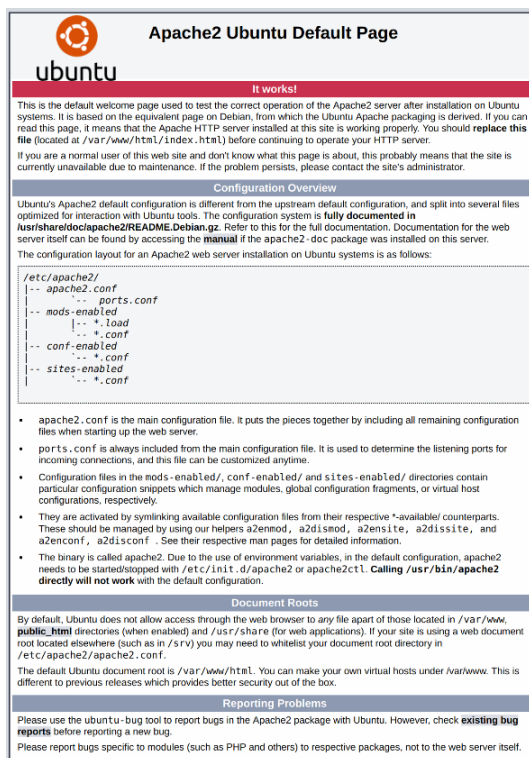 Apache2 Ubuntu Default Page
ubuntu
It works!
This is the default welcome page used to test the correct operation of the Apache2 server after installation on Ubuntu
systems. It is based on the equivalent page on Debian, from which the Ubuntu Apache packaging is derived. If you can
read this page, it means that the Apache HTTP server installed at this site is working properly. You should replace this
file (located at /var/www/html/index.html) before continuing to operate your HTTP server.
If you are a normal user of this web site and don't know what this page is about, this probably means that the site is
currently unavailable due to maintenance. If the problem persists, please contact the site's administrator.
Configuration Overview
Ubuntu's Apache2 default configuration is different from the upstream default configuration, and split into several files
optimized for interaction with Ubuntu tools. The configuration system is fully documented in
/usr/share/doc/apache2/README.Debian.gz. Refer to this for the full documentation. Documentation for the web
server itself can be found by accessing the manual if the apache2-doc package was installed on this server.
The configuration layout for an Apache2 web server installation on Ubuntu systems is as follows:
/etc/apache2/
|-- apache2.conf
|       `--  ports.conf
|-- mods-enabled
|       |-- *.load
|       `-- *.conf
|-- conf-enabled
|       `-- *.conf
|-- sites-enabled
|       `-- *.conf
• apache2.conf is the main configuration file. It puts the pieces together by including all remaining configuration
files when starting up the web server.
• ports.conf is always included from the main configuration file. It is used to determine the listening ports for
incoming connections, and this file can be customized anytime.
• Configuration files in the mods-enabled/, conf-enabled/ and sites-enabled/ directories contain
particular configuration snippets which manage modules, global configuration fragments, or virtual host
configurations, respectively.
• They are activated by symlinking available configuration files from their respective *-available/ counterparts.
These should be managed by using our helpers a2enmod, a2dismod, a2ensite, a2dissite, and
a2enconf, a2disconf . See their respective man pages for detailed information.
• The binary is called apache2. Due to the use of environment variables, in the default configuration, apache2
needs to be started/stopped with /etc/init.d/apache2 or apache2ctl. Calling /usr/bin/apache2
directly will not work with the default configuration.
Document Roots
By default, Ubuntu does not allow access through the web browser to any file apart of those located in /var/www,
public_html directories (when enabled) and /usr/share (for web applications). If your site is using a web document
root located elsewhere (such as in /srv) you may need to whitelist your document root directory in
/etc/apache2/apache2.conf.
The default Ubuntu document root is /var/www/html. You can make your own virtual hosts under /var/www. This is
different to previous releases which provides better security out of the box.
Reporting Problems
Please use the ubuntu-bug tool to report bugs in the Apache2 package with Ubuntu. However, check existing bug
reports before reporting a new bug.
Please report bugs specific to modules (such as PHP and others) to respective packages, not to the web server itself.